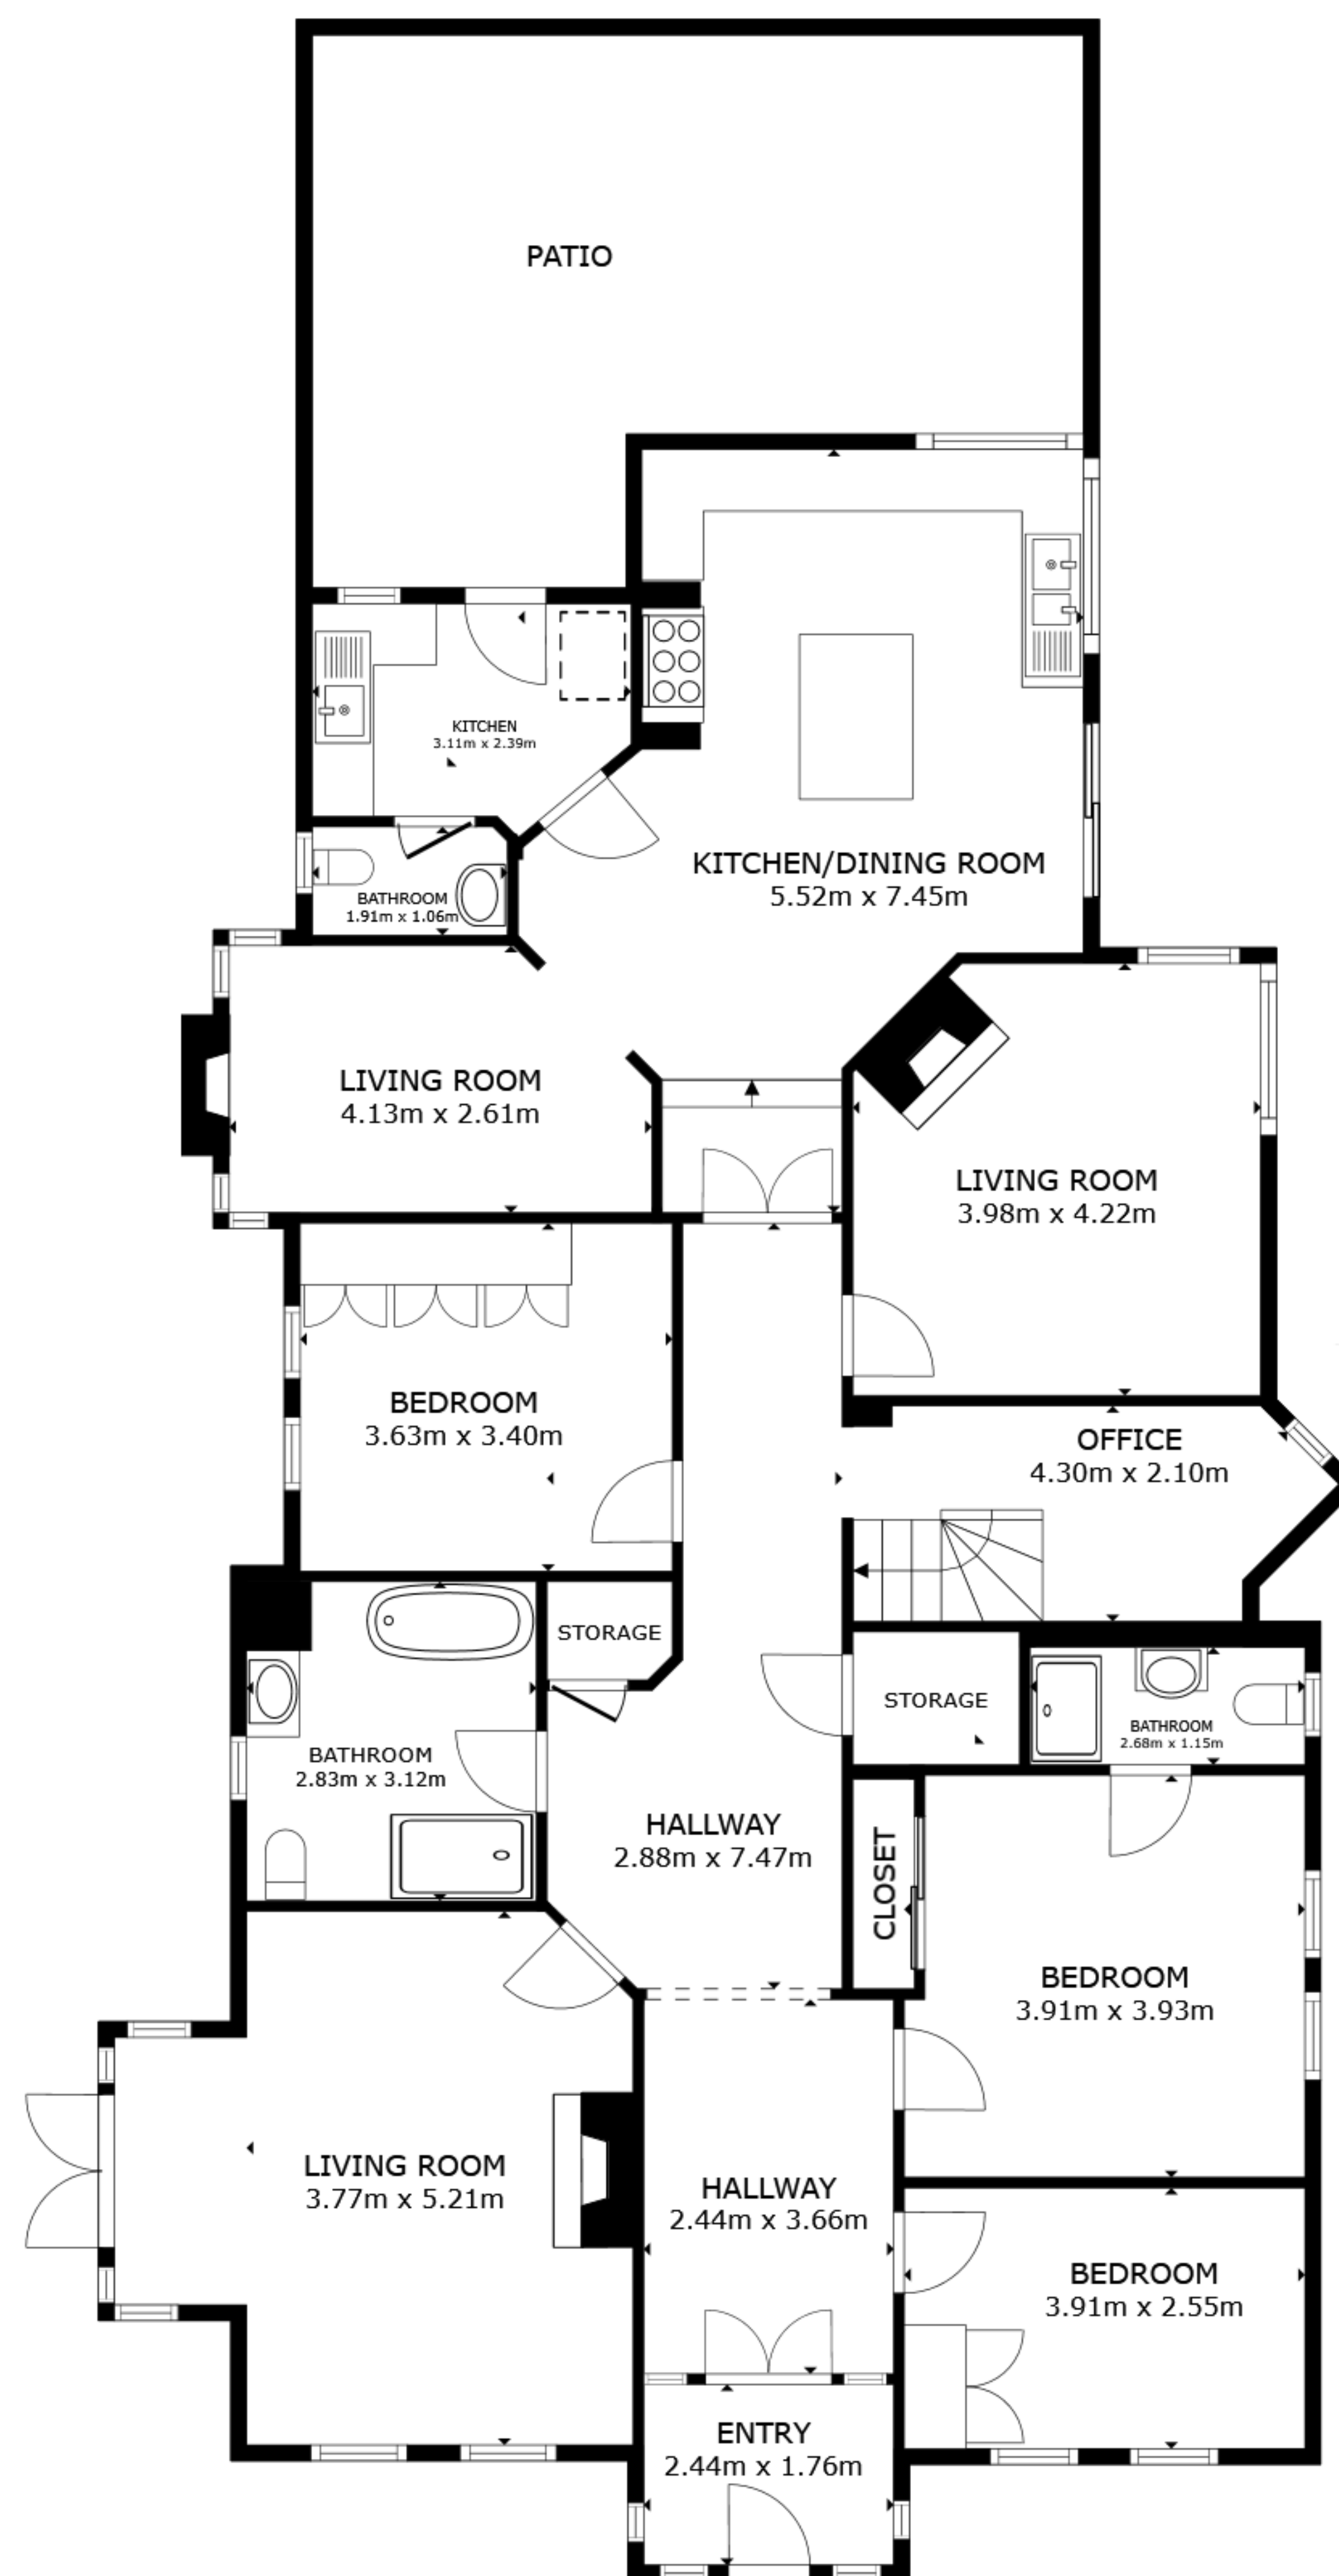 PATIO
KITCHEN
3.11m x 2.39m
KITCHEN/DINING ROOM
5.52m x 7.45m
BATHROOM
1.91m x 1.06m
LIVING ROOM
4.13m x 2.61m
LIVING ROOM
3.98m x 4.22m
BEDROOM
3.63m x 3.40m
OFFICE
4.30m x 2.10m
STORAGE
STORAGE
BATHROOM
2.68m x 1.15m
BATHROOM
2.83m x 3.12m
HALLWAY
2.88m x 7.47m
CLOSET
BEDROOM
3.91m x 3.93m
LIVING ROOM
3.77m x 5.21m
HALLWAY
2.44m x 3.66m
BEDROOM
3.91m x 2.55m
ENTRY
2.44m x 1.76m